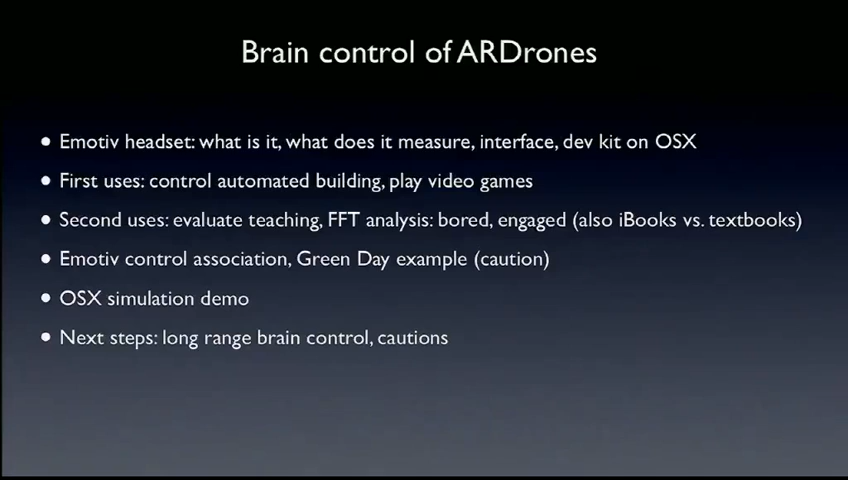 Brain control of ARDrones
• Emotiv headset: what is it, what does it measure, interface, dev kit on OSX
• First uses: control automated building, play video games
• Second uses: evaluate teaching, FFT analysis: bored, engaged (also iBooks vs. textbooks)
• Emotiv control association, Green Day example (caution)
• OSX simulation demo
• Next steps: long range brain control, cautions